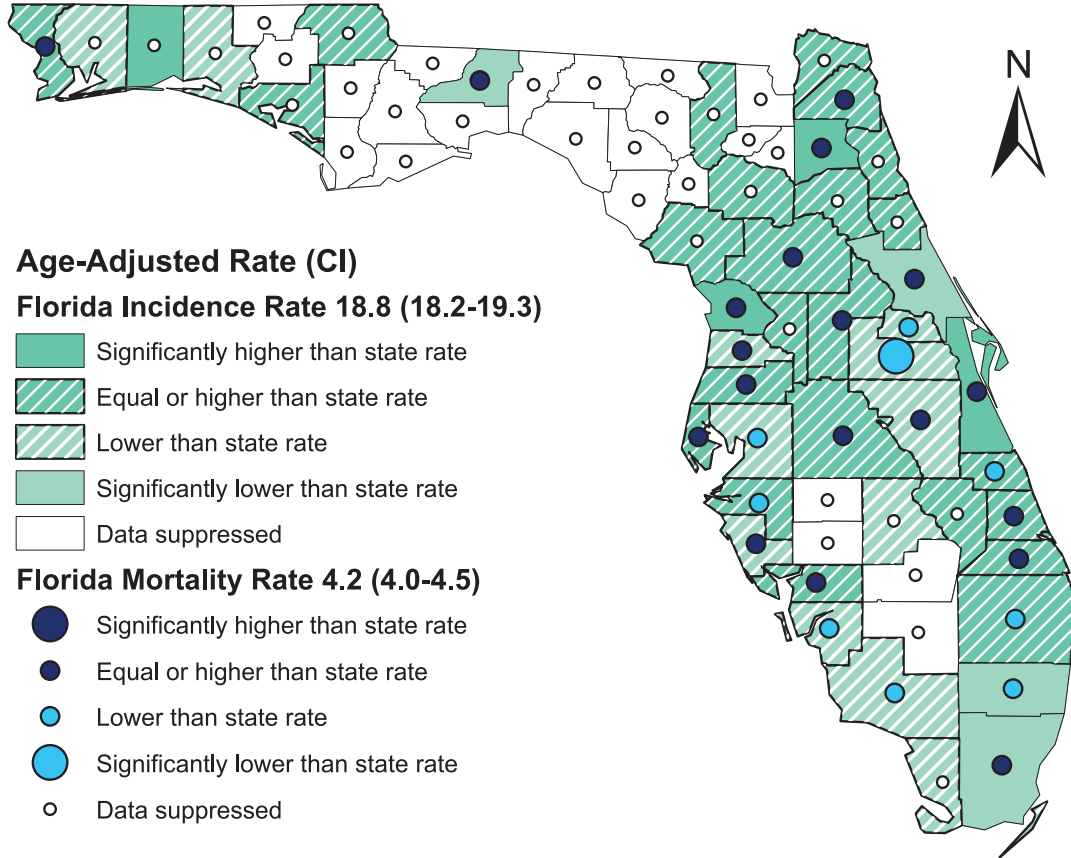 N
Age-Adjusted Rate (CI)
Florida Incidence Rate 18.8 (18.2-19.3)
Significantly higher than state rate
Equal or higher than state rate
Lower than state rate
Significantly lower than state rate
Data suppressed
Florida Mortality Rate 4.2 (4.0-4.5)
Significantly higher than state rate
Equal or higher than state rate
Lower than state rate
Significantly lower than state rate
Data suppressed